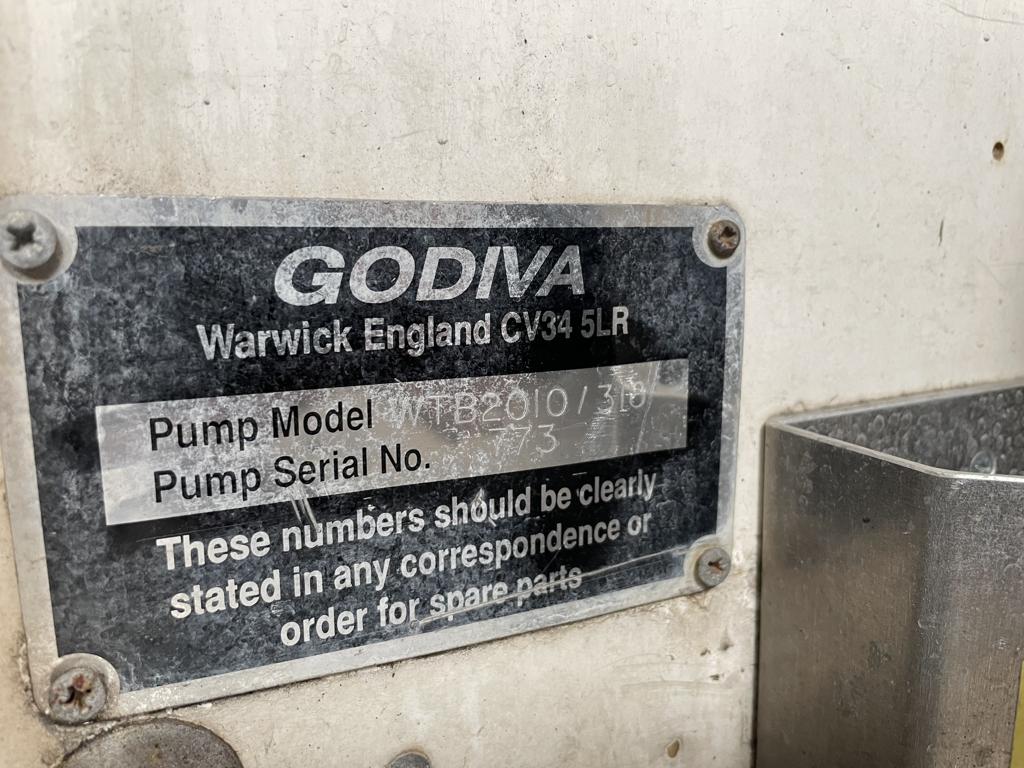 GODIVA
Warwick England CV34 5LR
Pump Model WTB2010/318
Pump Serial No. 773
These numbers should be clearly
stated in any correspondence or
order for spare parts